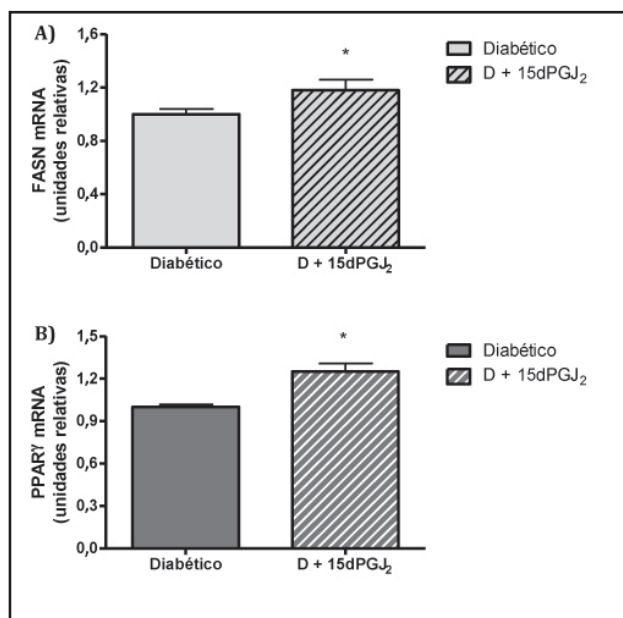 A)
FASN mRNA
(unidades relativas)
1,6
1,2
0,8
0,4
0,0
*
Diabético
D + 15dPGJ₂
Diabético
D + 15dPGJ₂
B)
PPARγ mRNA
(unidades relativas)
1,5
1,2
0,9
0,6
0,3
0,0
*
Diabético
D + 15dPGJ₂
Diabético
D + 15dPGJ₂